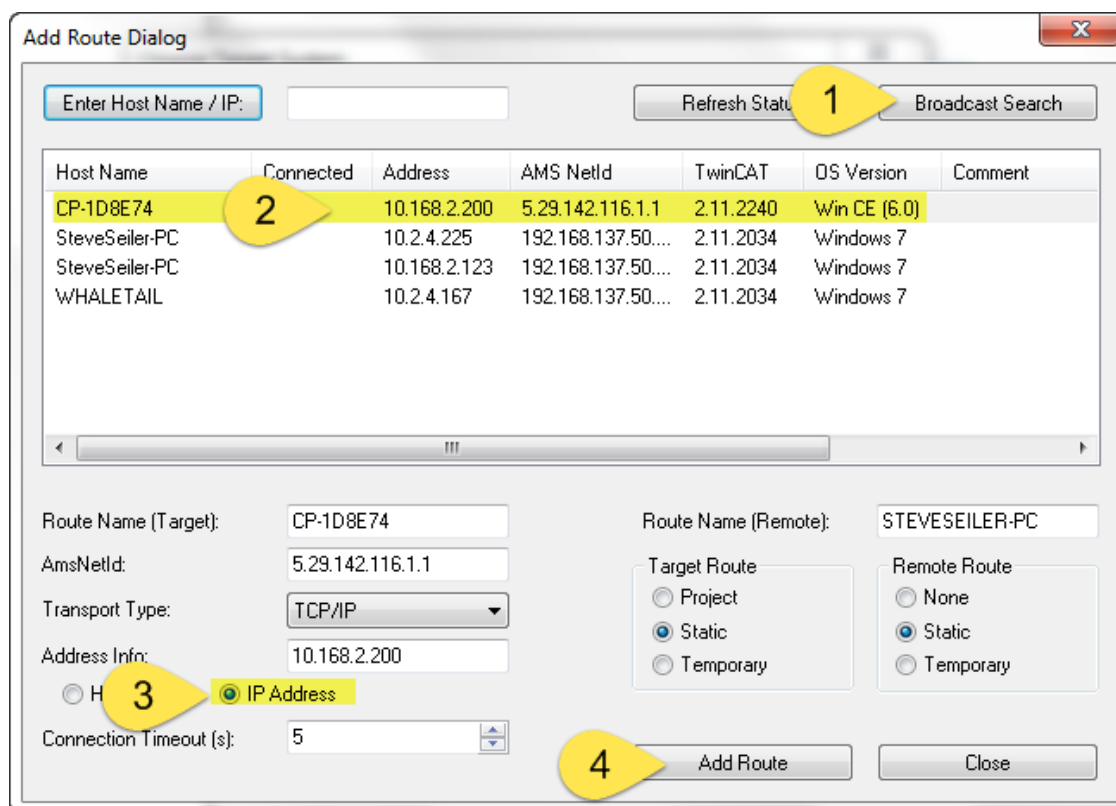 Add Route Dialog
Enter Host Name / IP:
Refresh Statu
1
Broadcast Search
Host Name Connected Address AMS NetId TwinCAT OS Version Comment
CP-1D8E74 2 10.168.2.200 5.29.142.116.1.1 2.11.2240 Win CE (6.0)
SteveSeiler-PC 10.2.4.225 192.168.137.50.... 2.11.2034 Windows 7
SteveSeiler-PC 10.168.2.123 192.168.137.50.... 2.11.2034 Windows 7
WHALETAIL 10.2.4.167 192.168.137.50.... 2.11.2034 Windows 7
Route Name (Target): CP-1D8E74 Route Name (Remote): STEVESEILER-PC
AmsNetId: 5.29.142.116.1.1 Target Route Remote Route
Project None
Transport Type: TCP/IP
Static Static
Address Info: 10.168.2.200 Temporary Temporary
H 3 IP Address
Connection Timeout (s): 5
4 Add Route Close